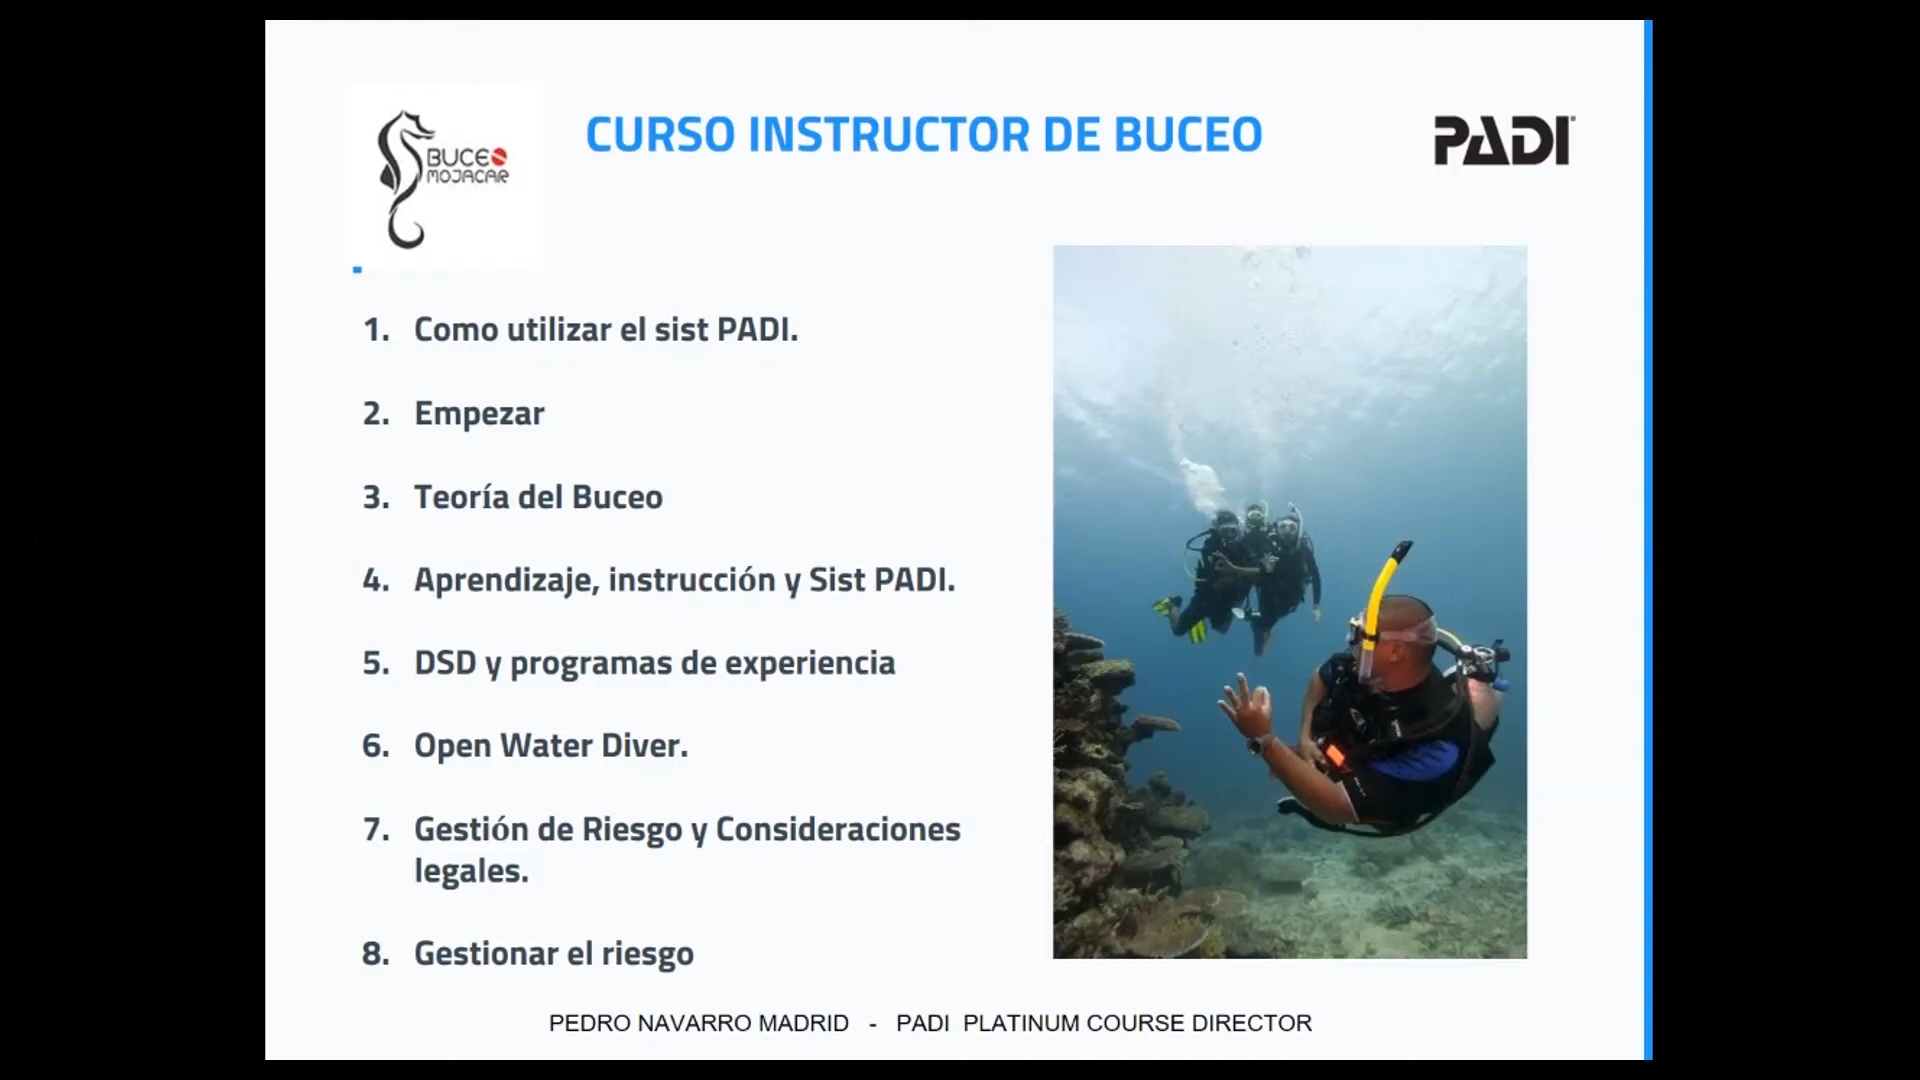 BUCEO
MOJACAR
CURSO INSTRUCTOR DE BUCEO
PADI®
1. Como utilizar el sist PADI.
2. Empezar
3. Teoría del Buceo
4. Aprendizaje, instrucción y Sist PADI.
5. DSD y programas de experiencia
6. Open Water Diver.
7. Gestión de Riesgo y Consideraciones
legales.
8. Gestionar el riesgo
PEDRO NAVARRO MADRID - PADI PLATINUM COURSE DIRECTOR